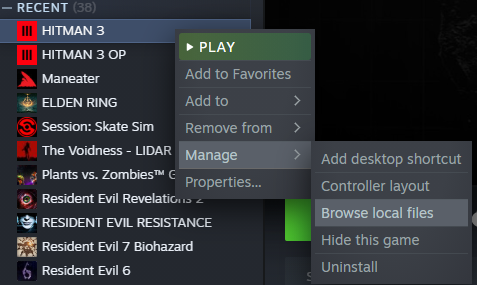 — RECENT (38)
HITMAN 3
HITMAN 3 OP
Maneater
ELDEN RING
Session: Skate Sim
The Voidness - LIDAR
Plants vs. Zombies™ G
Resident Evil Revelations 2
RESIDENT EVIL RESISTANCE
Resident Evil 7 Biohazard
Resident Evil 6
PLAY
Add to Favorites
Add to
Remove from
Manage
Properties...
Add desktop shortcut
Controller layout
Browse local files
Hide this game
Uninstall